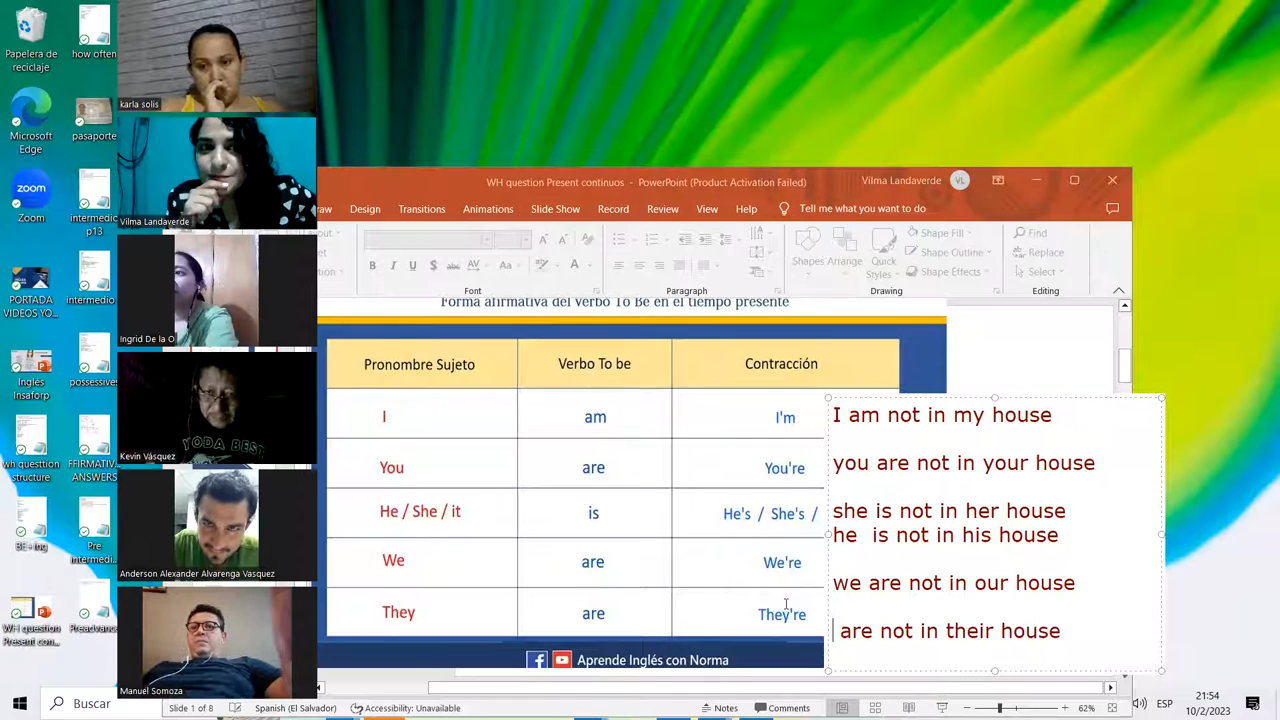 Papelera de
reciclaje
how often
Microsoft
Edge
pasaporte
Zoom
intermedio
p13
PORTADA
VIDEOS YO...
intermedio
Inglés
Insaforp
possessives
wh questtion
structure
BE + ing
Pre
intermedi...
WH question
Present con...
Prueba
karla solis
Vilma Landaverde
Ingrid De la O
Kevin Vásquez
Anderson Alexander Alvarenga Vasquez
Manuel Somoza
WH question Present continuos - PowerPoint (Product Activation Failed)
Vilma Landaverde
VL
Design
Transitions
Animations
Slide Show
Record
Review
View
Help
Tell me what you want to do
Shapes
Arrange
Quick
Styles
Shape Fill
Shape Outline
Shape Effects
Find
Replace
Select
Font
Paragraph
Drawing
Editing
Forma afirmativa del verbo To Be en el tiempo presente
Pronombre Sujeto
Verbo To be
Contracción
I
am
I'm
You
are
You're
He / She / it
is
He's / She's /
We
are
We're
They
are
They're
Aprende Inglés con Norma
I am not in my house
you are not in your house
she is not in her house
he is not in his house
we are not in our house
are not in their house
Slide 1 of 8
Spanish (El Salvador)
Accessibility: Unavailable
Notes
Comments
62%
Buscar
ESP
21:54
10/2/2023